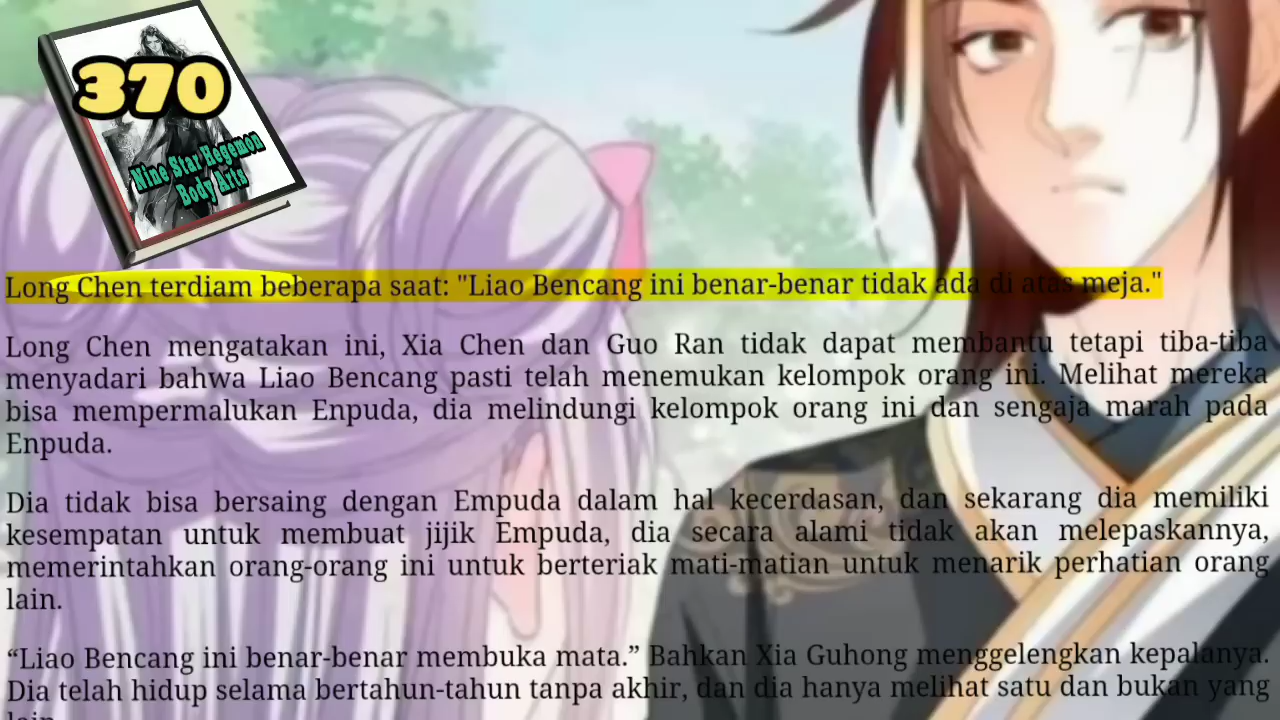 370
Nine Star Hegemon
Body Arts
Long Chen terdiam beberapa saat: "Liao Bencang ini benar-benar tidak ada di atas meja."
Long Chen mengatakan ini, Xia Chen dan Guo Ran tidak dapat membantu tetapi tiba-tiba
menyadari bahwa Liao Bencang pasti telah menemukan kelompok orang ini. Melihat mereka
bisa mempermalukan Enpuda, dia melindungi kelompok orang ini dan sengaja marah pada
Enpuda.
Dia tidak bisa bersaing dengan Empuda dalam hal kecerdasan, dan sekarang dia memiliki
kesempatan untuk membuat jijik Empuda, dia secara alami tidak akan melepaskannya,
memerintahkan orang-orang ini untuk berteriak mati-matian untuk menarik perhatian orang
lain.
“Liao Bencang ini benar-benar membuka mata.” Bahkan Xia Guhong menggelengkan kepalanya.
Dia telah hidup selama bertahun-tahun tanpa akhir, dan dia hanya melihat satu dan bukan yang
lain.